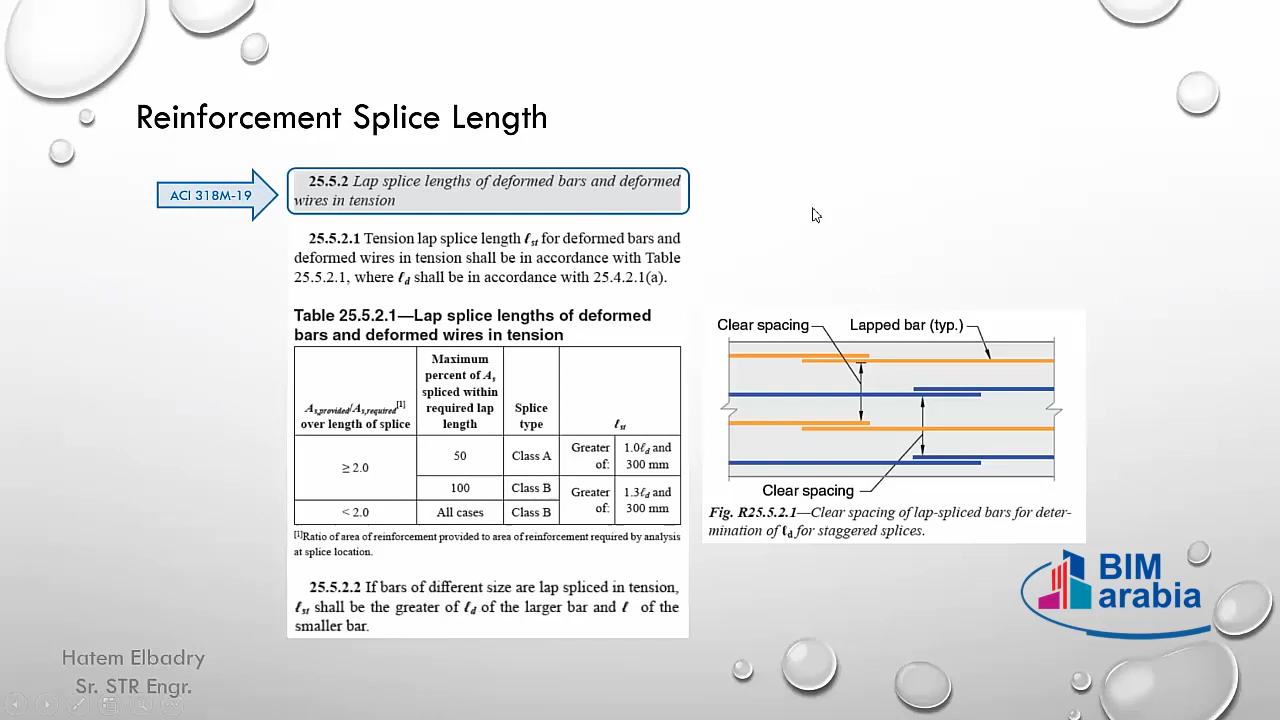 Reinforcement Splice Length
ACI 318M-19
25.5.2 Lap splice lengths of deformed bars and deformed
wires in tension
25.5.2.1 Tension lap splice length ℓst for deformed bars and
deformed wires in tension shall be in accordance with Table
25.5.2.1, where ℓd shall be in accordance with 25.4.2.1(a).
Table 25.5.2.1—Lap splice lengths of deformed
bars and deformed wires in tension
As,provided/As,required[1]
over length of splice
Maximum
percent of As
spliced within
required lap
length
Splice
type
ℓst
≥ 2.0
50
Class A
Greater
of:
1.0ℓd and
300 mm
100
Class B
Greater
of:
1.3ℓd and
300 mm
< 2.0
All cases
Class B
[1]Ratio of area of reinforcement provided to area of reinforcement required by analysis
at splice location.
25.5.2.2 If bars of different size are lap spliced in tension,
ℓst shall be the greater of ℓd of the larger bar and ℓ of the
smaller bar.
Clear spacing
Lapped bar (typ.)
Clear spacing
Fig. R25.5.2.1—Clear spacing of lap-spliced bars for deter-
mination of ℓd for staggered splices.
BIM
arabia
Hatem Elbadry
Sr. STR Engr.